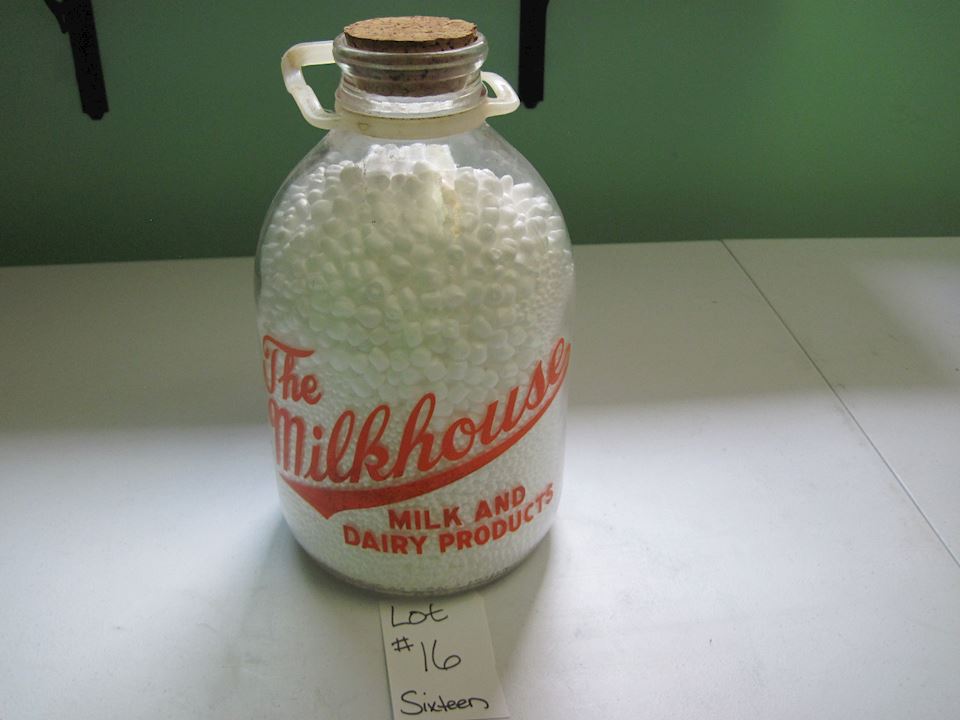 The
Milkhouse
MILK AND
DAIRY PRODUCTS
Lot
#16
Sixteen